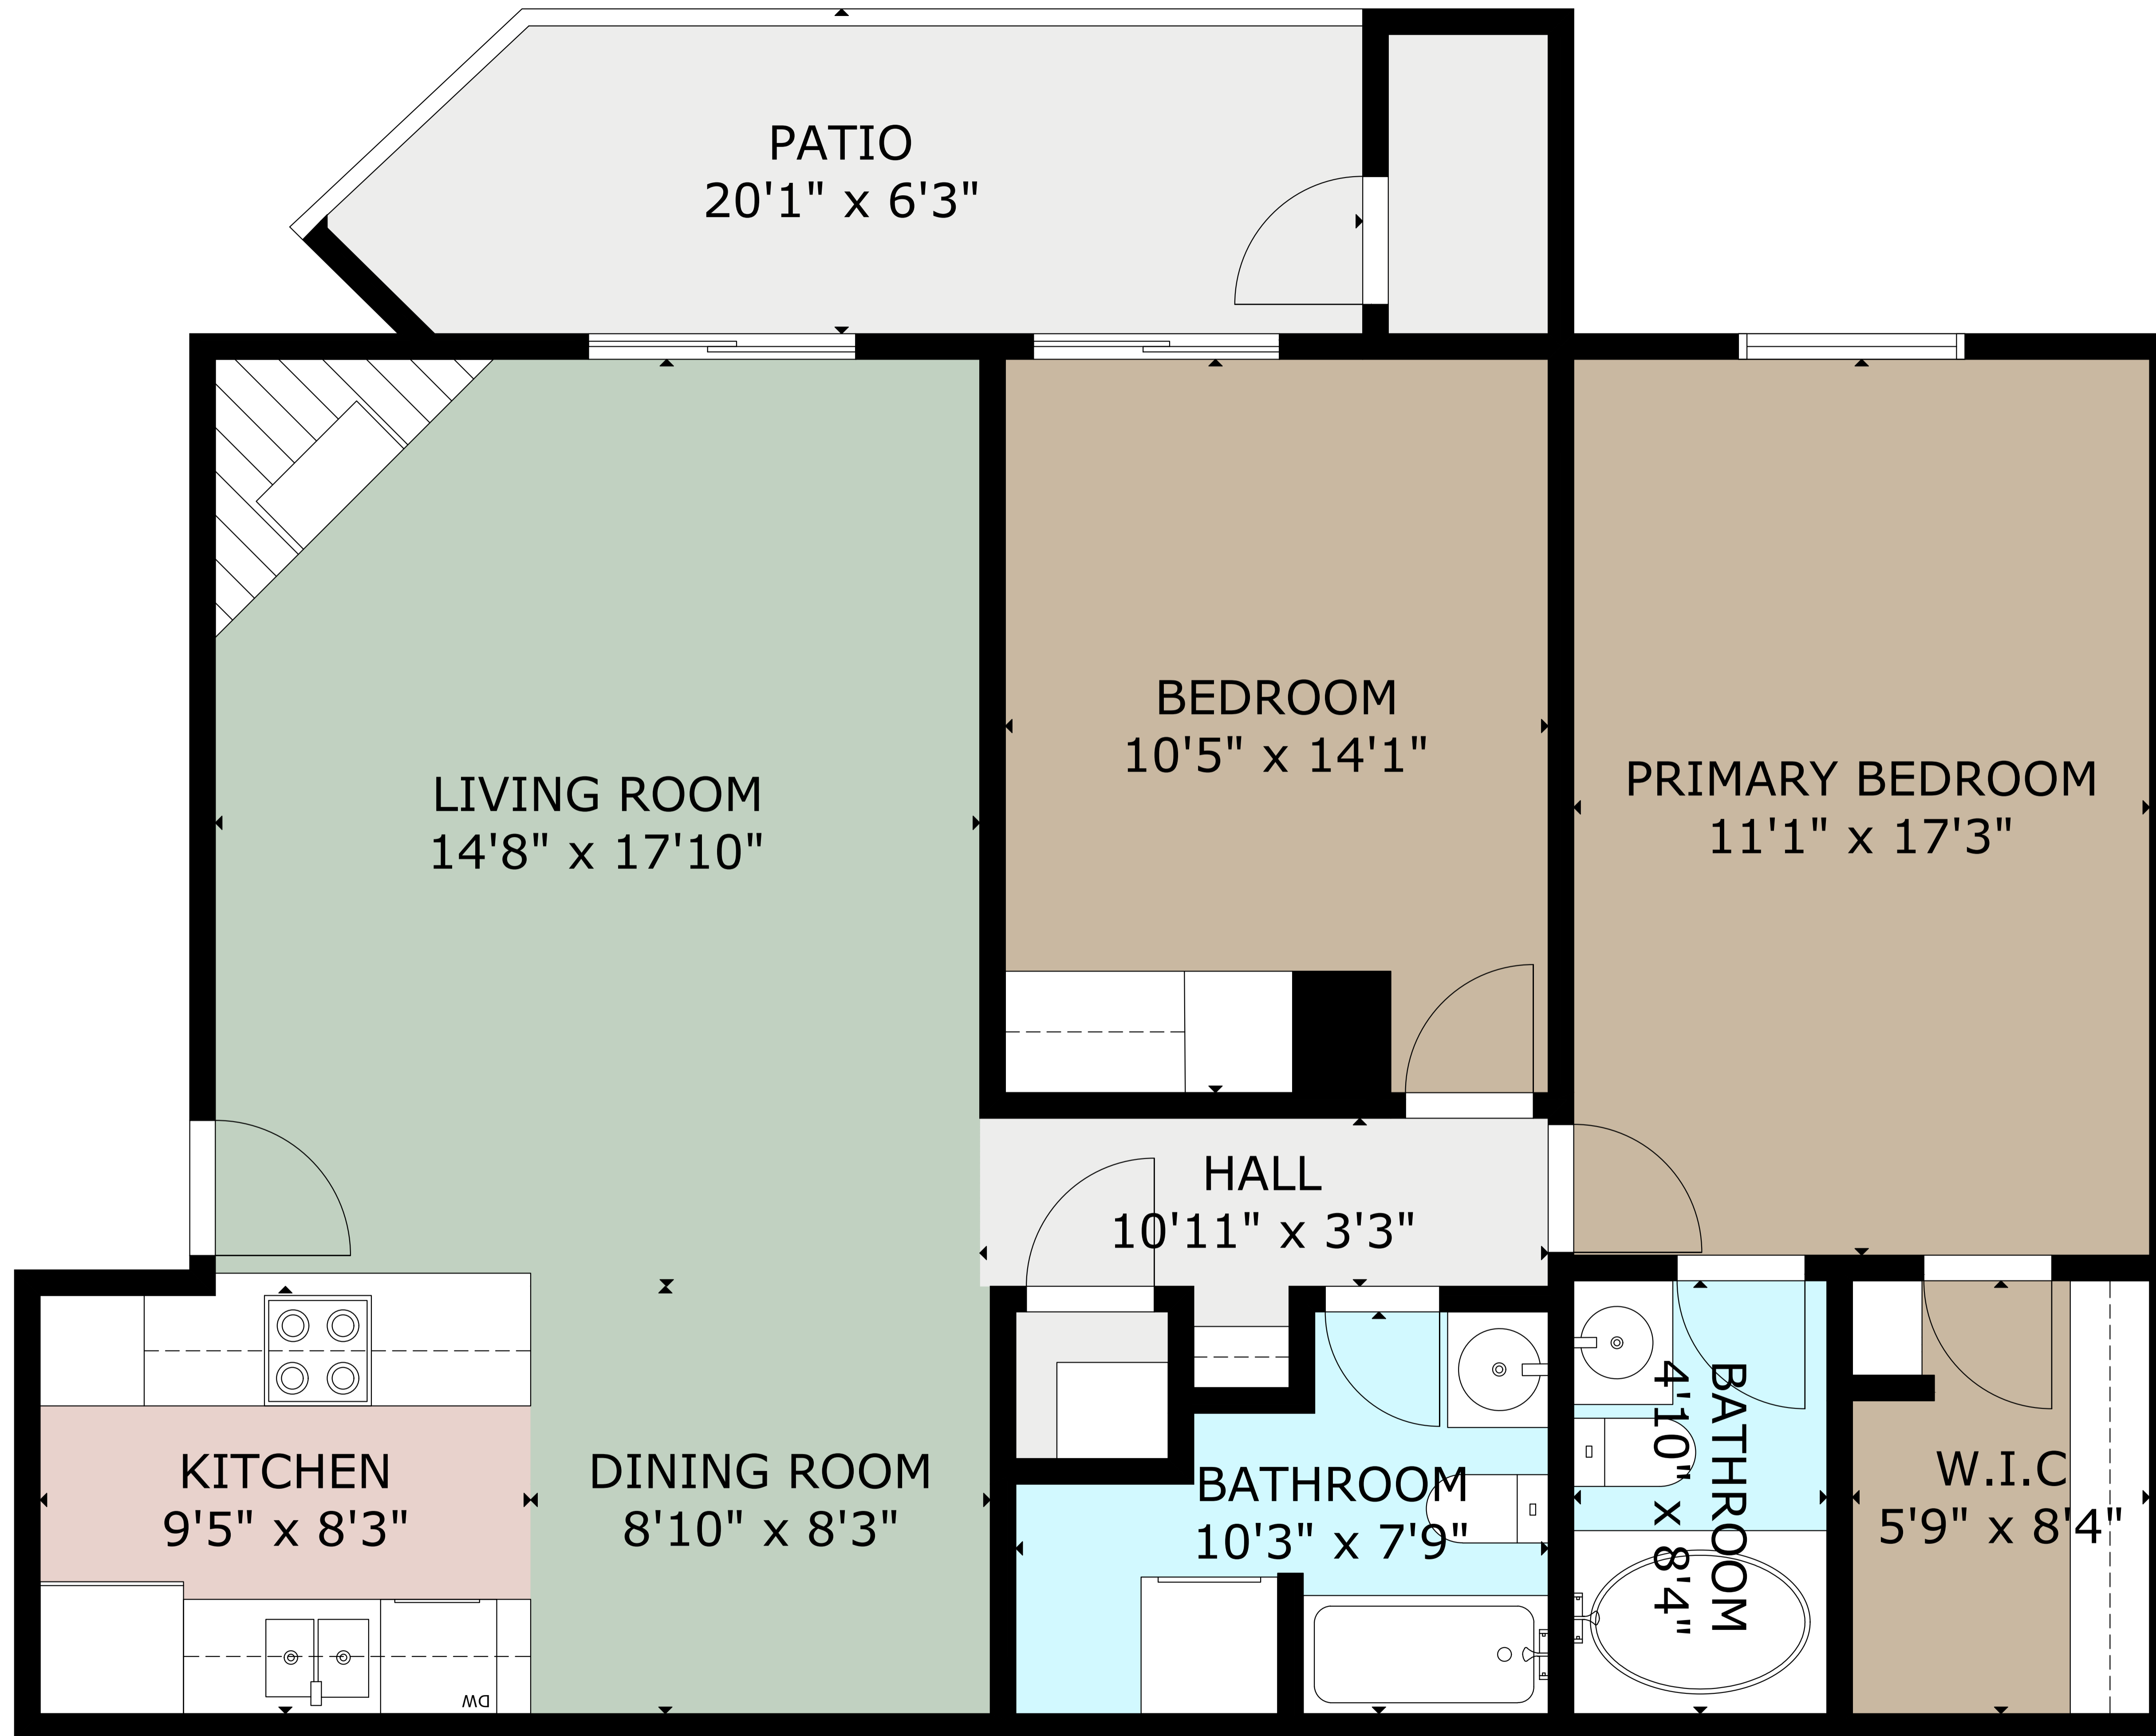 PATIO
20'1" x 6'3"
BEDROOM
10'5" x 14'1"
LIVING ROOM
14'8" x 17'10"
PRIMARY BEDROOM
11'1" x 17'3"
HALL
10'11" x 3'3"
KITCHEN
9'5" x 8'3"
DINING ROOM
8'10" x 8'3"
BATHROOM
10'3" x 7'9"
BATHROOM
4'10" x 8'4"
W.I.C
5'9" x 8'4"
DW